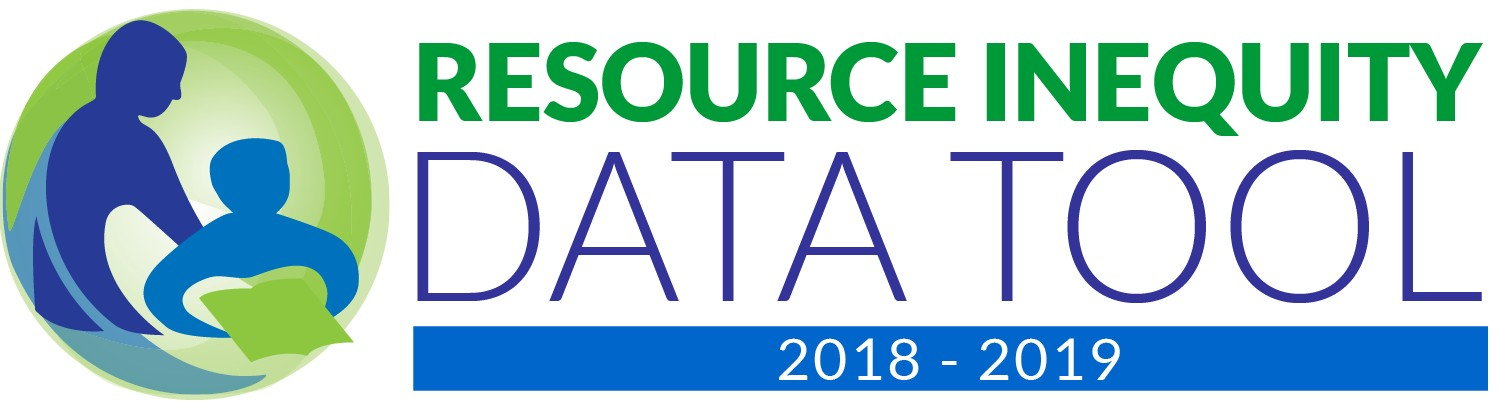 RESOURCE INEQUITY
DATA TOOL
2018 - 2019